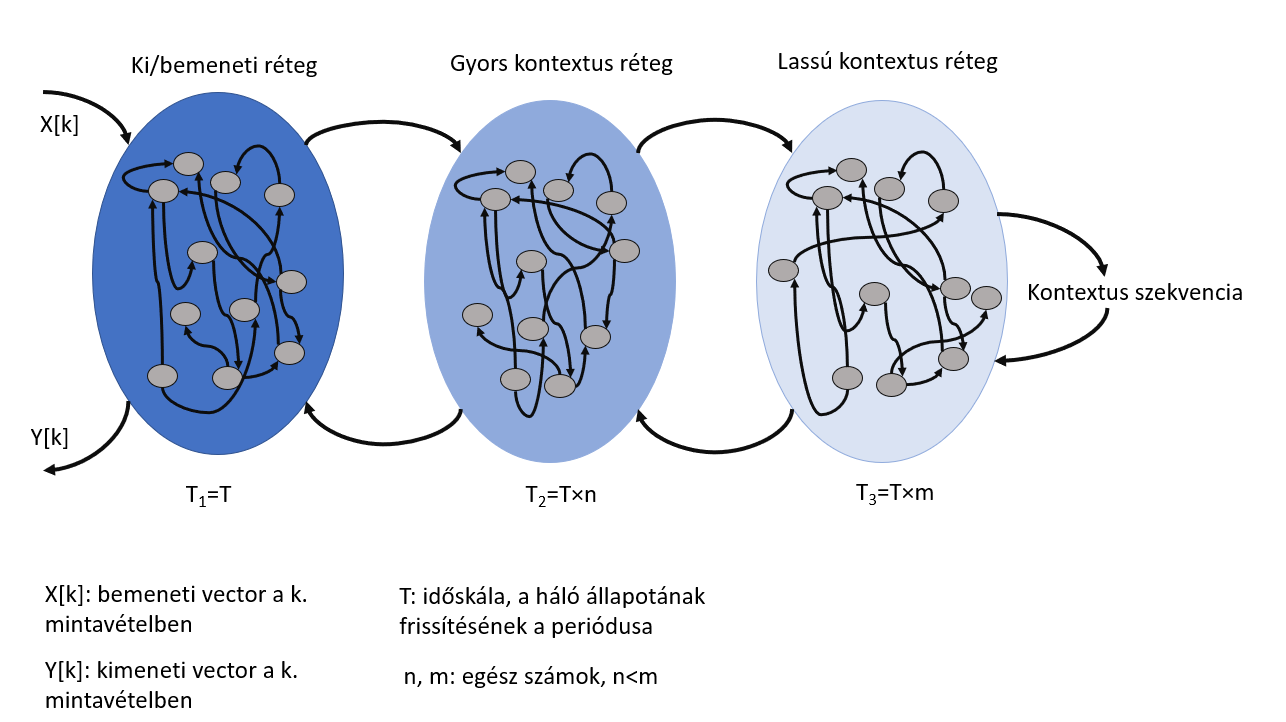 Ki/bemeneti réteg
Gyors kontextus réteg
Lassú kontextus réteg
X[k]
Kontextus szekvencia
Y[k]
T₁=T
T₂=T×n
T₃=T×m
X[k]: bemeneti vector a k.
mintavételben
Y[k]: kimeneti vector a k.
mintavételben
T: időskála, a háló állapotának
frissítésének a periódusa
n, m: egész számok, n<m